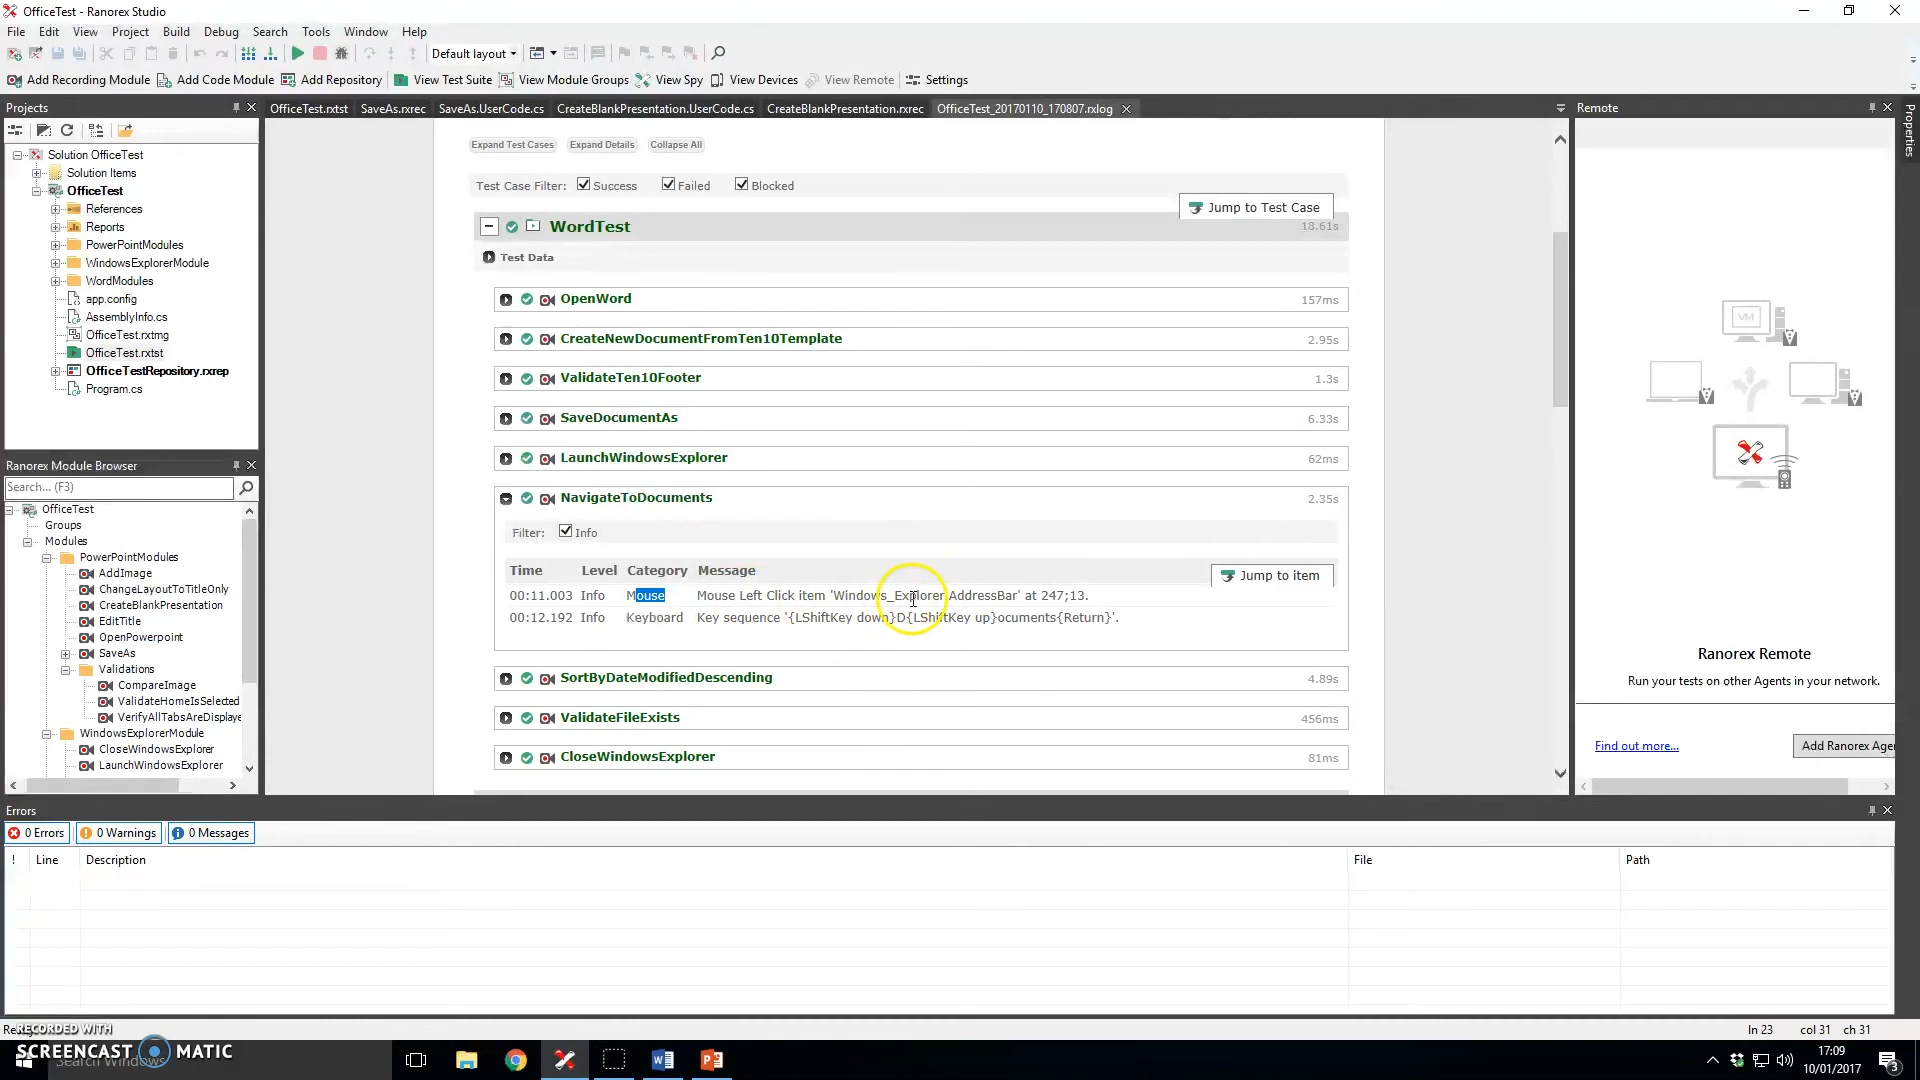 OfficeTest - Ranorex Studio
File Edit View Project Build Debug Search Tools Window Help
Default layout
Add Recording Module Add Code Module Add Repository View Test Suite View Module Groups View Spy View Devices View Remote Settings
Projects
OfficeTest.rxtst SaveAs.rxrec SaveAs.UserCode.cs CreateBlankPresentation.UserCode.cs CreateBlankPresentation.rxrec OfficeTest_20170110_170807.rxlog
Remote
Properties
Solution OfficeTest
Solution Items
OfficeTest
References
Reports
PowerPointModules
WindowsExplorerModule
WordModules
app.config
AssemblyInfo.cs
OfficeTest.rxtmg
OfficeTest.rxtst
OfficeTestRepository.rxrep
Program.cs
Ranorex Module Browser
Search... (F3)
OfficeTest
Groups
Modules
PowerPointModules
AddImage
ChangeLayoutToTitleOnly
CreateBlankPresentation
EditTitle
OpenPowerpoint
SaveAs
Validations
CompareImage
ValidateHomeIsSelected
VerifyAllTabsAreDisplaye
WindowsExplorerModule
CloseWindowsExplorer
LaunchWindowsExplorer
Expand Test Cases Expand Details Collapse All
Test Case Filter: Success Failed Blocked
Jump to Test Case
WordTest 18.61s
Test Data
OpenWord 157ms
CreateNewDocumentFromTen10Template 2.95s
ValidateTen10Footer 1.3s
SaveDocumentAs 6.33s
LaunchWindowsExplorer 62ms
NavigateToDocuments 2.35s
Filter: Info
Time Level Category Message
Jump to item
00:11.003 Info Mouse Mouse Left Click item 'Windows_Explorer.AddressBar' at 247;13.
00:12.192 Info Keyboard Key sequence '{LShiftKey down}D{LShiftKey up}ocuments{Return}'.
SortByDateModifiedDescending 4.89s
ValidateFileExists 456ms
CloseWindowsExplorer 81ms
VM
Ranorex Remote
Run your tests on other Agents in your network.
Find out more...
Add Ranorex Agen
Errors
0 Errors 0 Warnings 0 Messages
! Line Description File Path
ln 23 col 31 ch 31
RECORDED WITH
SCREENCAST MATIC
Search Windows
17:09
10/01/2017
3